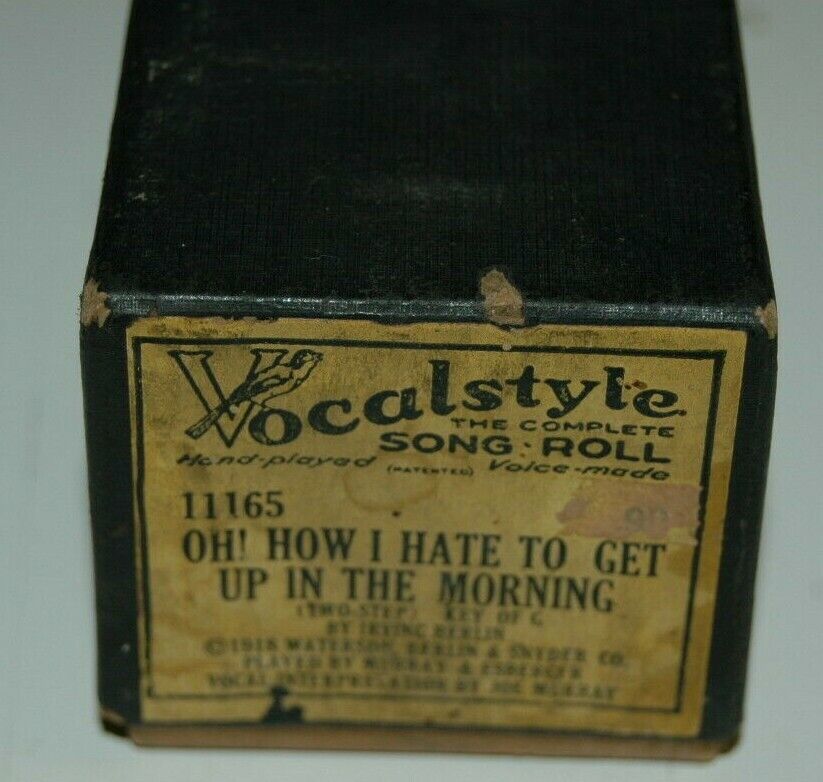 Vocalstyle
THE COMPLETE
SONG : ROLL
Hand-played (PATENTED) Voice-made
11165
90
OH! HOW I HATE TO GET
UP IN THE MORNING
(TWO-STEP) KEY OF C
BY IRVING BERLIN
©1918 WATERSON, BERLIN & SNYDER CO.
PLAYED BY MURRAY & ESBERGER
VOCAL INTERPRETATION BY JOE MURRAY